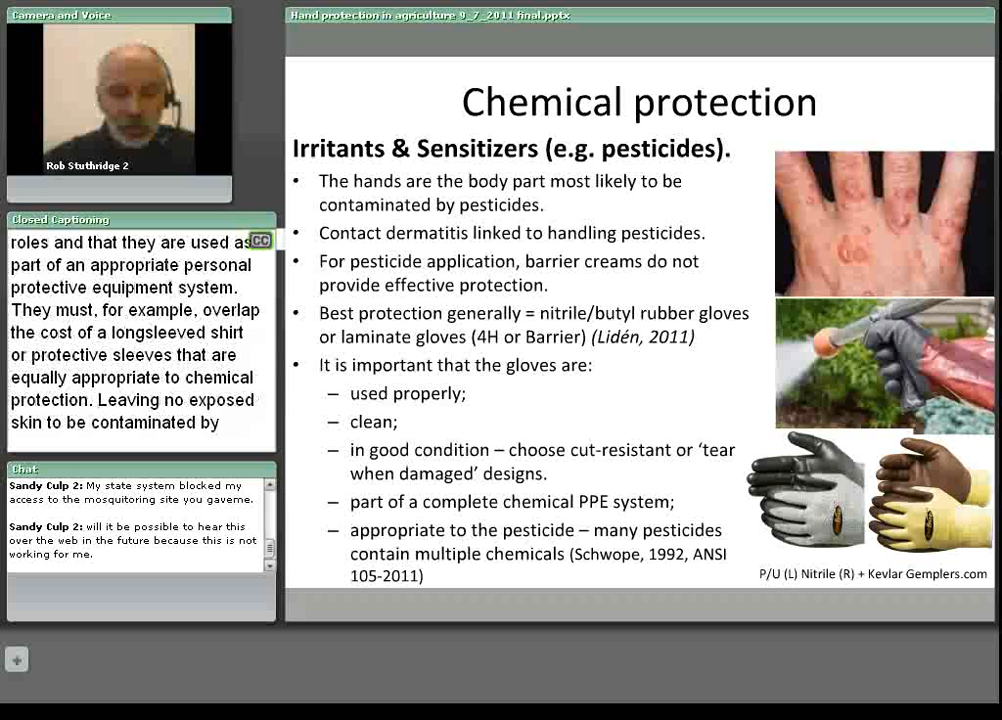 Camera and Voice
Rob Stuthridge 2
Closed Captioning
roles and that they are used as
CC
part of an appropriate personal
protective equipment system.
They must, for example, overlap
the cost of a longsleeved shirt
or protective sleeves that are
equally appropriate to chemical
protection. Leaving no exposed
skin to be contaminated by
Chat
Sandy Culp 2: My state system blocked my
access to the mosquitoring site you gaveme.
Sandy Culp 2: will it be possible to hear this
over the web in the future because this is not
working for me.
Hand protection in agriculture 9_7_2011 final.pptx
Chemical protection
Irritants & Sensitizers (e.g. pesticides).
• The hands are the body part most likely to be
contaminated by pesticides.
• Contact dermatitis linked to handling pesticides.
• For pesticide application, barrier creams do not
provide effective protection.
• Best protection generally = nitrile/butyl rubber gloves
or laminate gloves (4H or Barrier) (Lidén, 2011)
• It is important that the gloves are:
– used properly;
– clean;
– in good condition – choose cut-resistant or ‘tear
when damaged’ designs.
– part of a complete chemical PPE system;
– appropriate to the pesticide – many pesticides
contain multiple chemicals (Schwope, 1992, ANSI
105-2011)
P/U (L) Nitrile (R) + Kevlar Gemplers.com